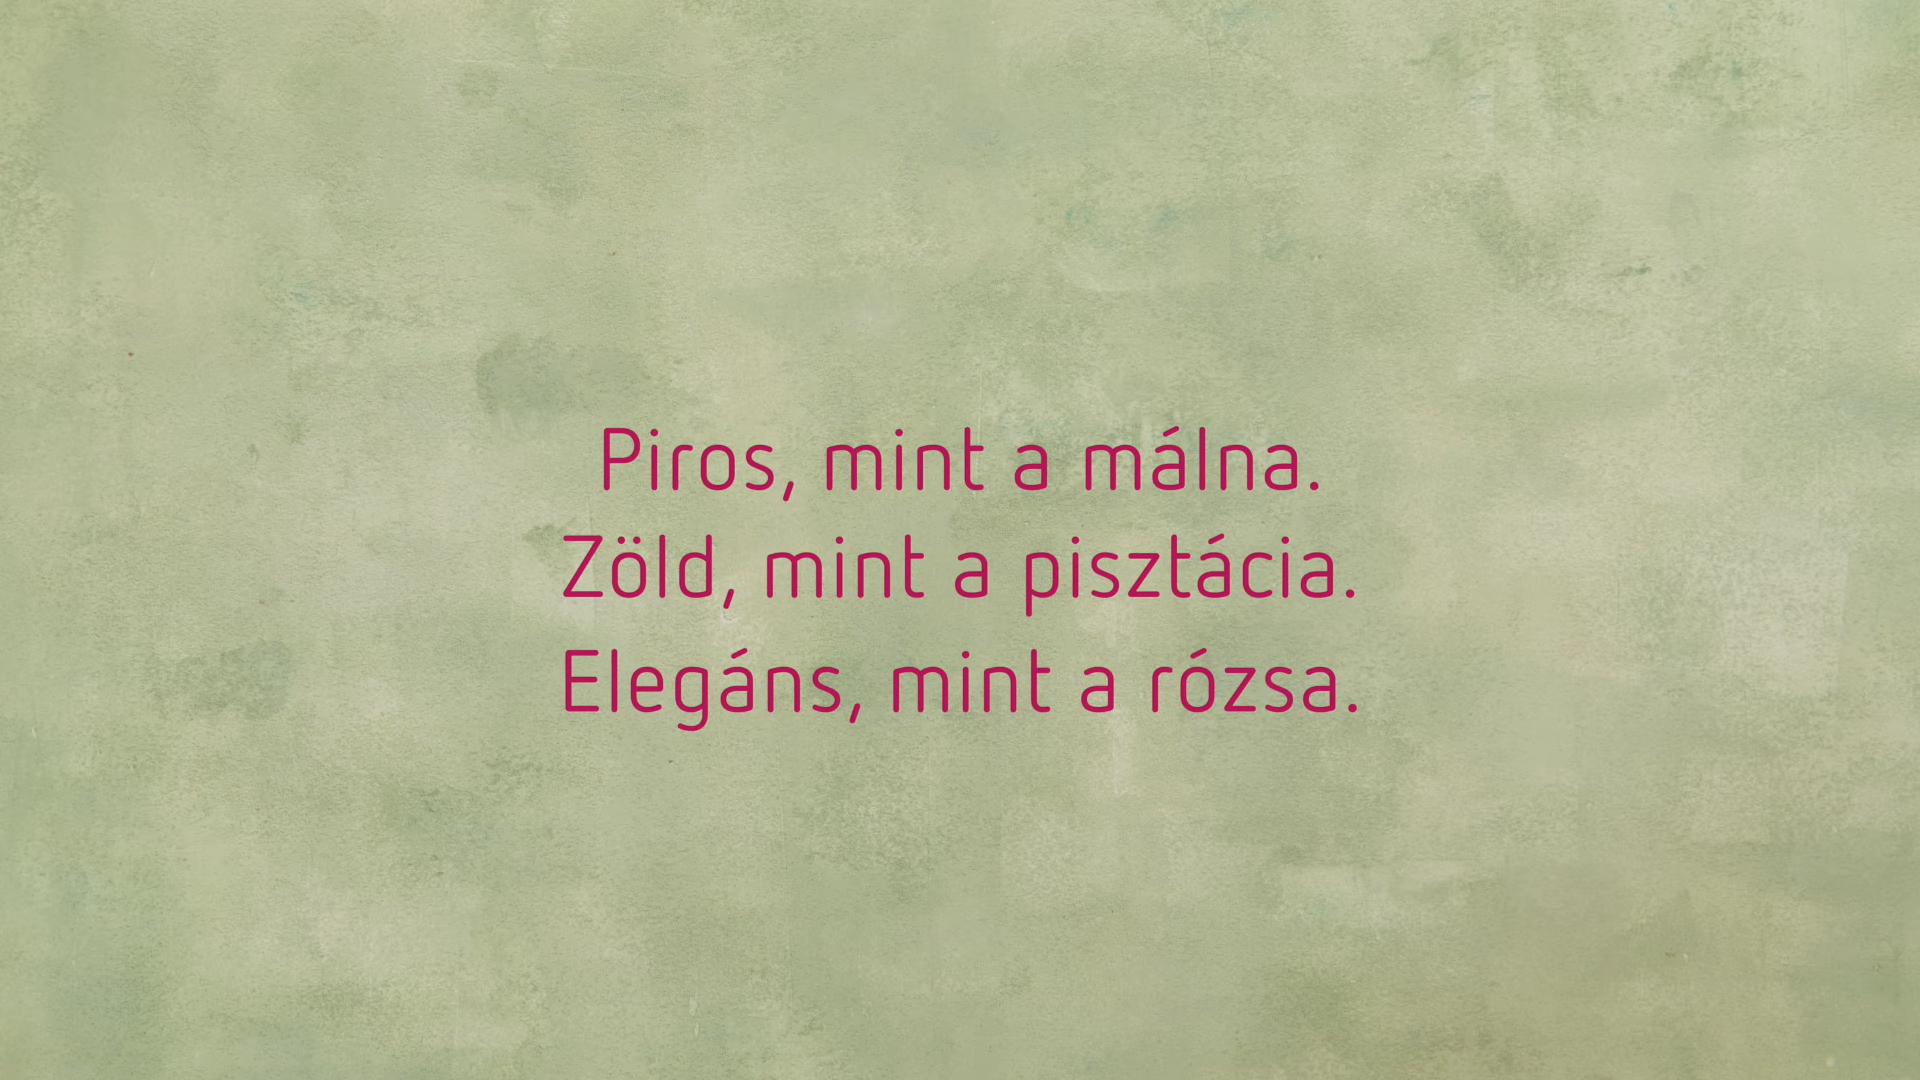 Piros, mint a málna.
Zöld, mint a pisztácia.
Elegáns, mint a rózsa.